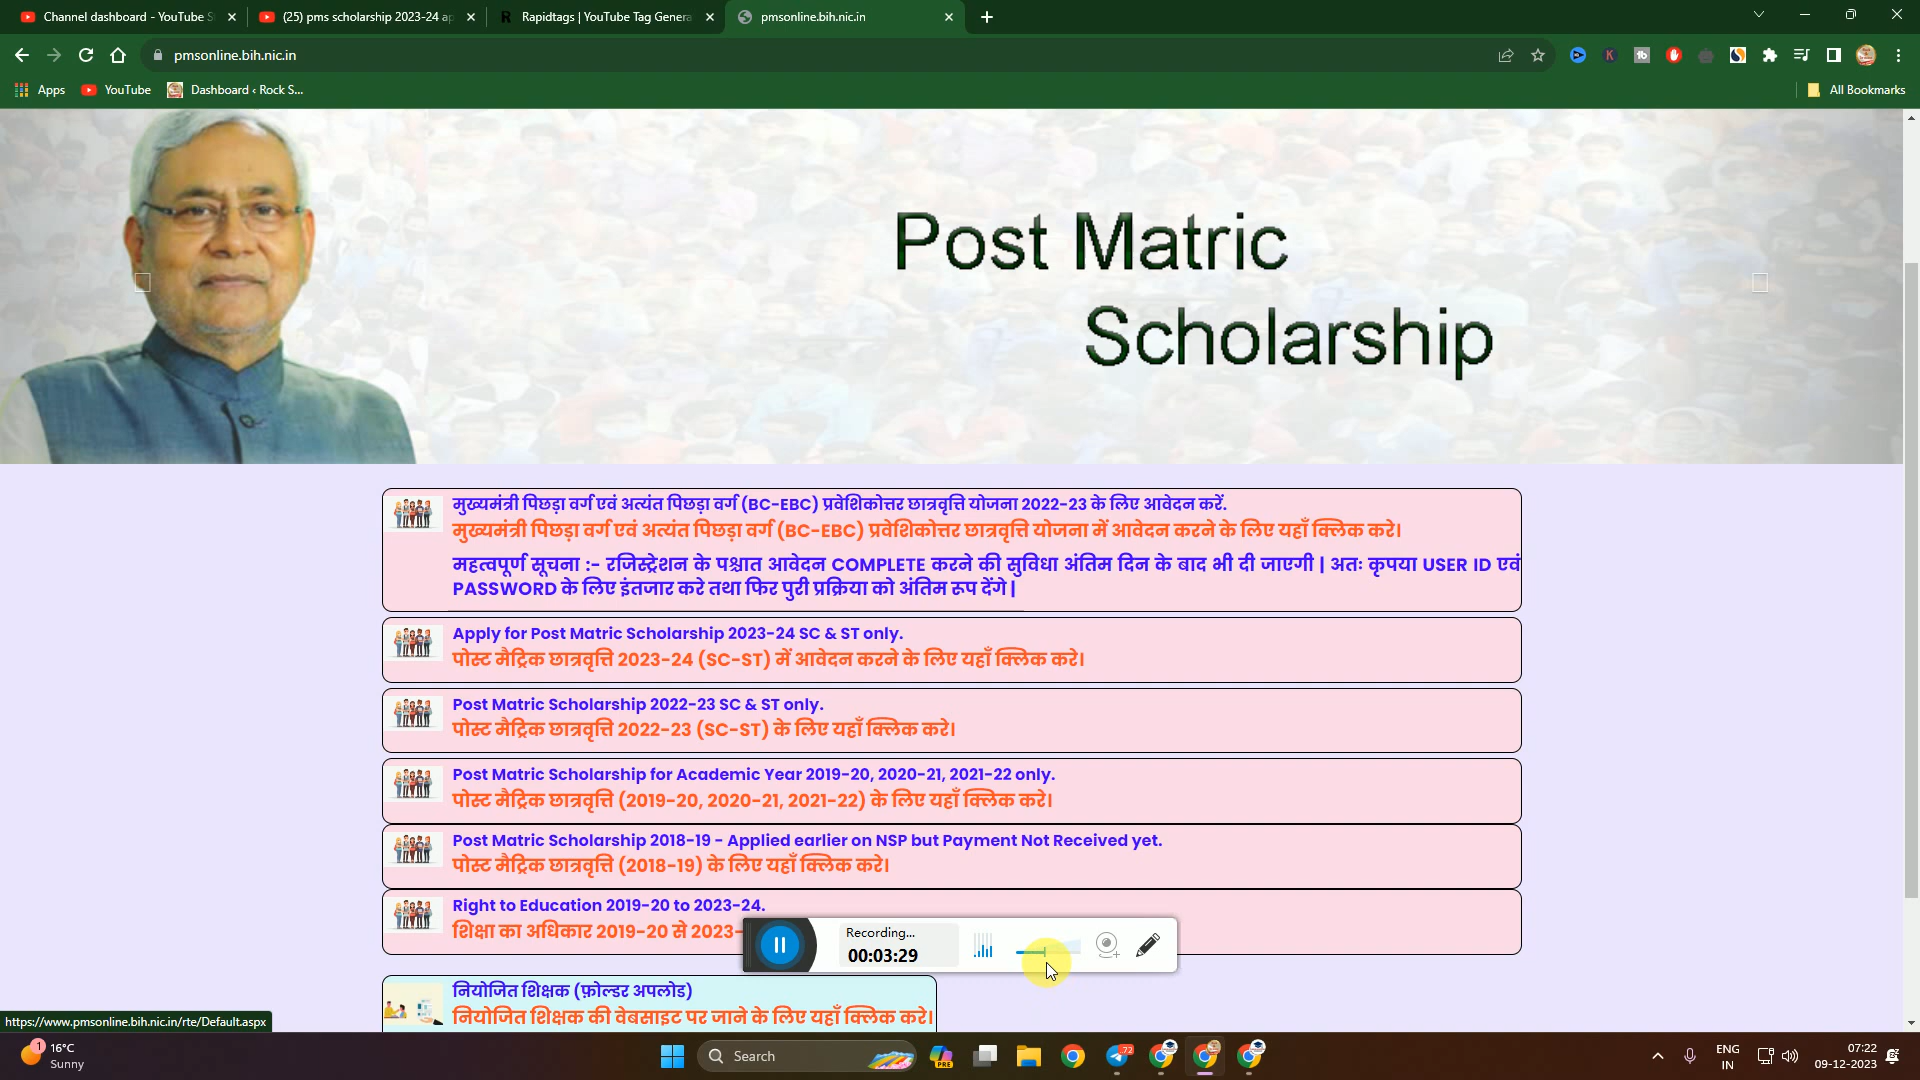 Channel dashboard - YouTube S
(25) pms scholarship 2023-24 ap
Rapidtags | YouTube Tag Genera
pmsonline.bih.nic.in
pmsonline.bih.nic.in
Apps
YouTube
Dashboard ‹ Rock S...
All Bookmarks
Post Matric
Scholarship
मुख्यमंत्री पिछड़ा वर्ग एवं अत्यंत पिछड़ा वर्ग (BC-EBC) प्रवेशिकोत्तर छात्रवृत्ति योजना 2022-23 के लिए आवेदन करें.
मुख्यमंत्री पिछड़ा वर्ग एवं अत्यंत पिछड़ा वर्ग (BC-EBC) प्रवेशिकोत्तर छात्रवृत्ति योजना में आवेदन करने के लिए यहाँ क्लिक करे।
महत्वपूर्ण सूचना :- रजिस्ट्रेशन के पश्चात आवेदन COMPLETE करने की सुविधा अंतिम दिन के बाद भी दी जाएगी | अतः कृपया USER ID एवं
PASSWORD के लिए इंतजार करे तथा फिर पुरी प्रक्रिया को अंतिम रूप देंगे |
Apply for Post Matric Scholarship 2023-24 SC & ST only.
पोस्ट मैट्रिक छात्रवृत्ति 2023-24 (SC-ST) में आवेदन करने के लिए यहाँ क्लिक करे।
Post Matric Scholarship 2022-23 SC & ST only.
पोस्ट मैट्रिक छात्रवृत्ति 2022-23 (SC-ST) के लिए यहाँ क्लिक करे।
Post Matric Scholarship for Academic Year 2019-20, 2020-21, 2021-22 only.
पोस्ट मैट्रिक छात्रवृत्ति (2019-20, 2020-21, 2021-22) के लिए यहाँ क्लिक करे।
Post Matric Scholarship 2018-19 - Applied earlier on NSP but Payment Not Received yet.
पोस्ट मैट्रिक छात्रवृत्ति (2018-19) के लिए यहाँ क्लिक करे।
Right to Education 2019-20 to 2023-24.
शिक्षा का अधिकार 2019-20 से 2023-
Recording...
00:03:29
नियोजित शिक्षक (फ़ोल्डर अपलोड)
नियोजित शिक्षक की वेबसाइट पर जाने के लिए यहाँ क्लिक करे।
https://www.pmsonline.bih.nic.in/rte/Default.aspx
1
16°C
Sunny
Search
PRE
72
ENG
IN
07:22
09-12-2023